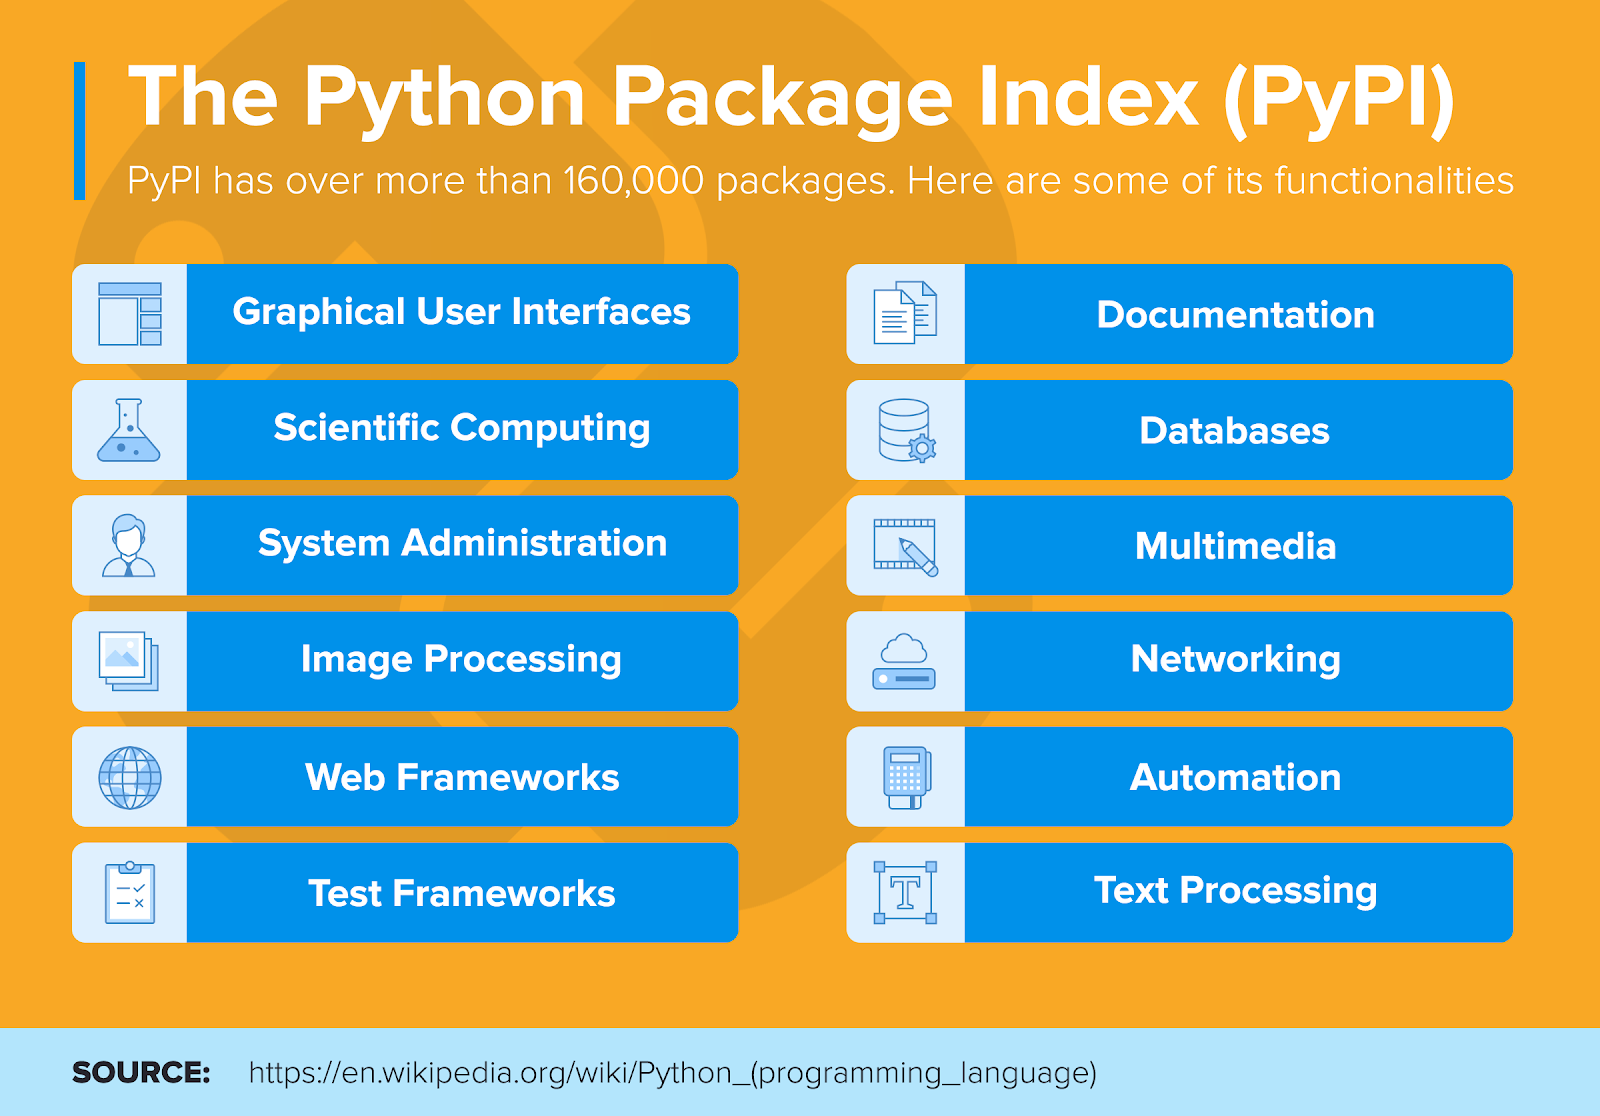 The Python Package Index (PyPI)
PyPI has over more than 160,000 packages. Here are some of its functionalities
Graphical User Interfaces
Scientific Computing
System Administration
Image Processing
Web Frameworks
Test Frameworks
Documentation
Databases
Multimedia
Networking
Automation
Text Processing
SOURCE: https://en.wikipedia.org/wiki/Python_(programming_language)